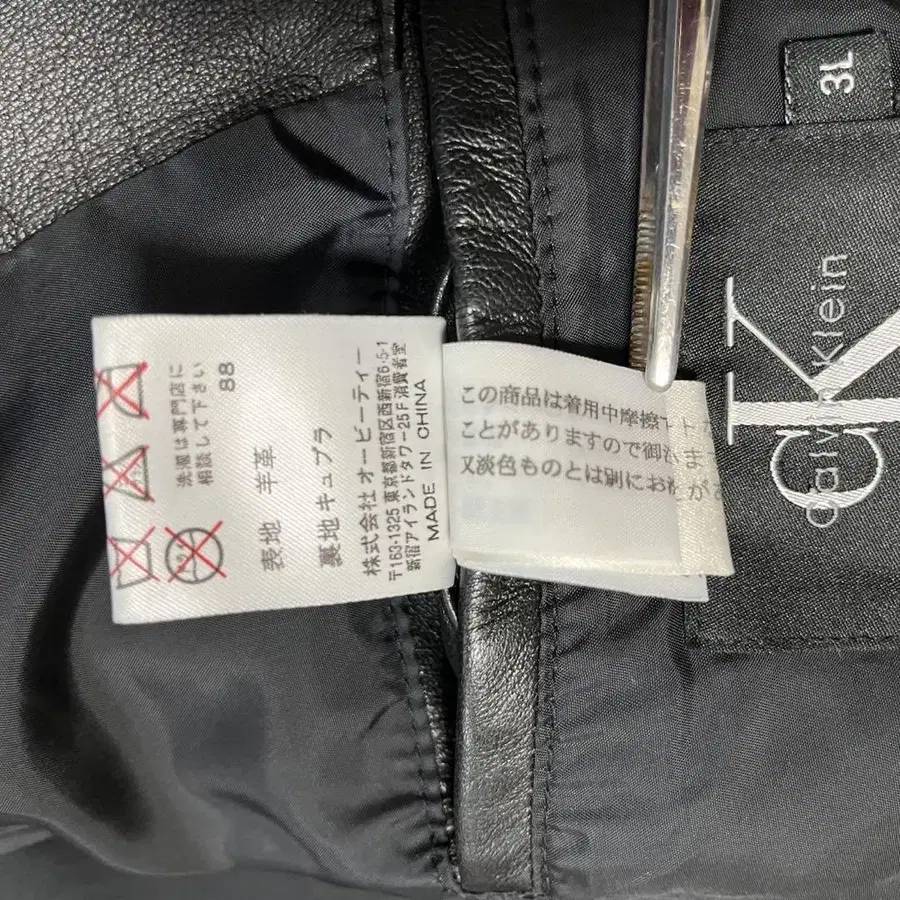 洗濯は専門店に
相談して下さい
88
表地 羊革
裏地 キュプラ
株式会社 オービーティー
〒163-1325 東京都新宿区西新宿6-5-1
新宿アイランドタワー25F消費者室
MADE IN CHINA
この商品は着用中摩擦
ことがありますので御
又淡色ものとは別にお
3L
cK
Calvin Klein